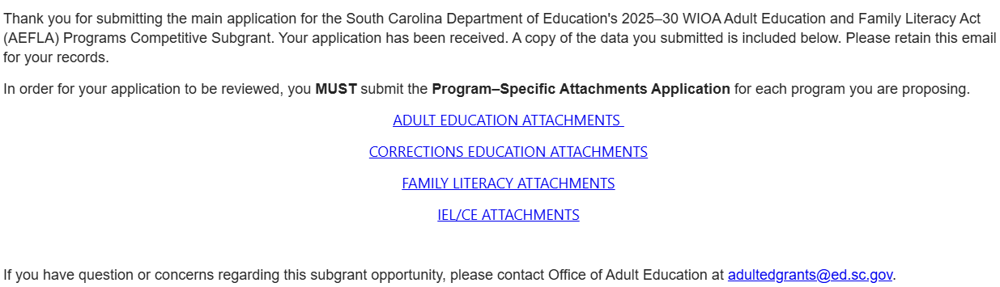 Thank you for submitting the main application for the South Carolina Department of Education's 2025–30 WIOA Adult Education and Family Literacy Act
(AEFLA) Programs Competitive Subgrant. Your application has been received. A copy of the data you submitted is included below. Please retain this email
for your records.
In order for your application to be reviewed, you MUST submit the Program–Specific Attachments Application for each program you are proposing.
ADULT EDUCATION ATTACHMENTS
CORRECTIONS EDUCATION ATTACHMENTS
FAMILY LITERACY ATTACHMENTS
IEL/CE ATTACHMENTS
If you have question or concerns regarding this subgrant opportunity, please contact Office of Adult Education at adultedgrants@ed.sc.gov.